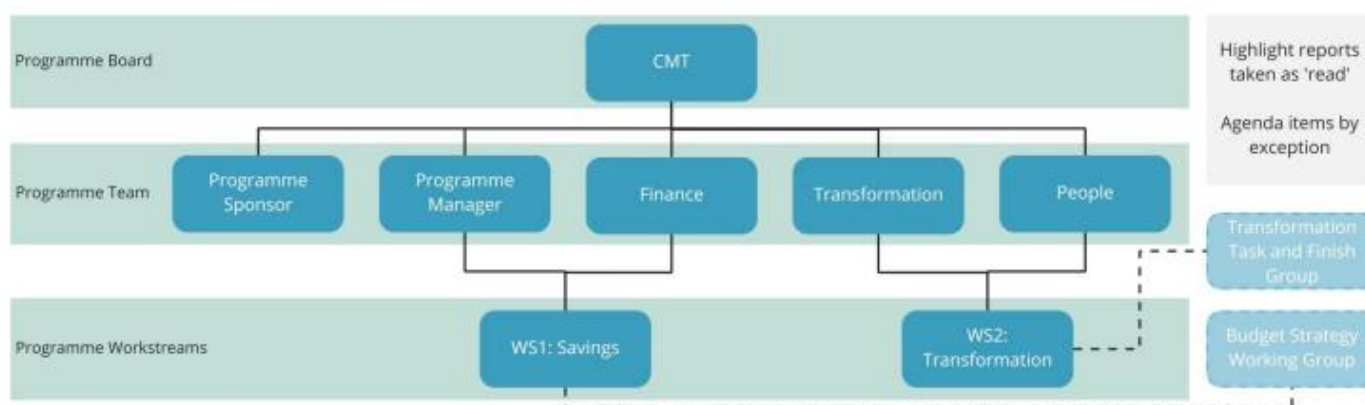 Programme Board
CMT
Highlight reports
taken as 'read'
Agenda items by
exception
Programme Team
Programme
Sponsor
Programme
Manager
Finance
Transformation
People
Transformation
Task and Finish
Group
Programme Workstreams
WS1: Savings
WS2:
Transformation
Budget Strategy
Working Group